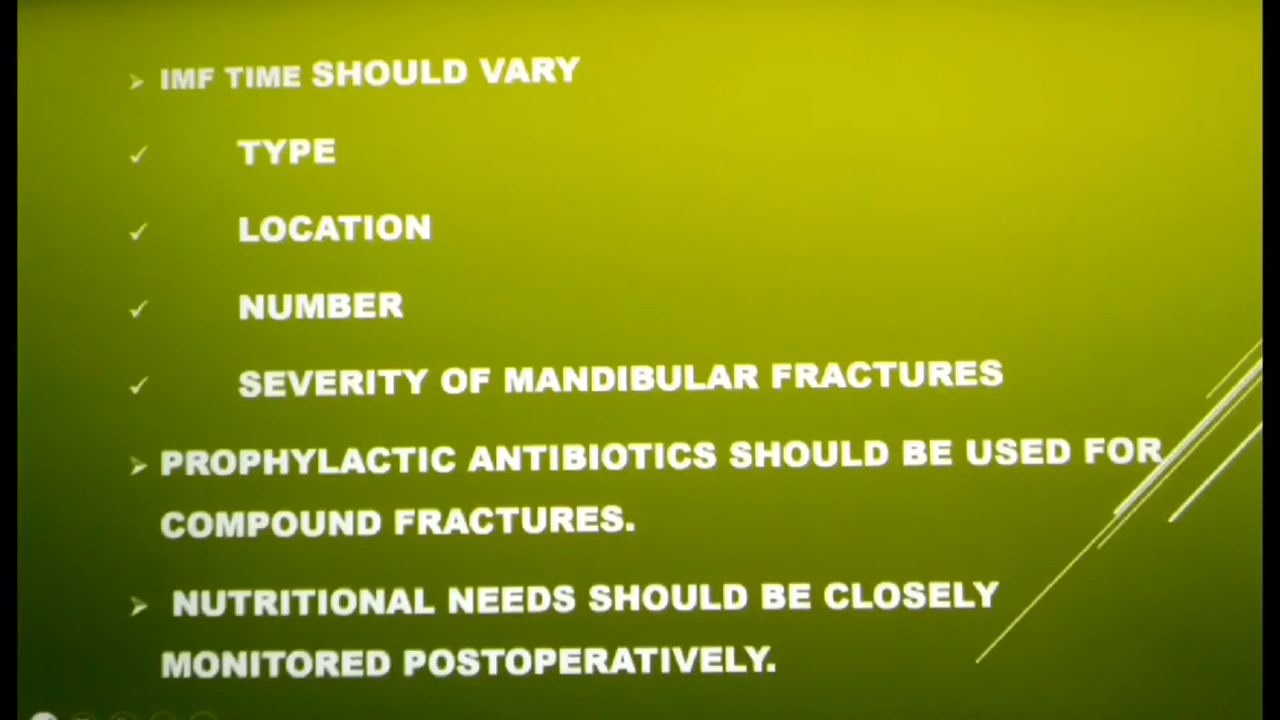 IMF TIME SHOULD VARY
TYPE
LOCATION
NUMBER
SEVERITY OF MANDIBULAR FRACTURES
PROPHYLACTIC ANTIBIOTICS SHOULD BE USED FOR
COMPOUND FRACTURES.
NUTRITIONAL NEEDS SHOULD BE CLOSELY
MONITORED POSTOPERATIVELY.